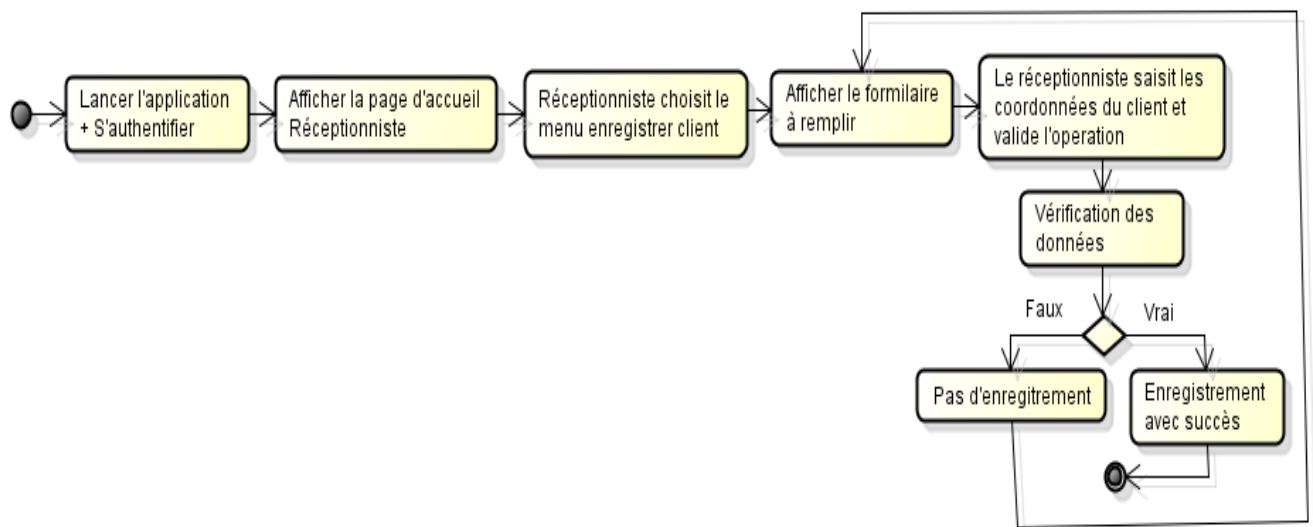 Lancer l'application
+ S'authentifier
Afficher la page d'accueil
Réceptionniste
Réceptionniste choisit le
menu enregistrer client
Afficher le formilaire
à remplir
Le réceptionniste saisit les
coordonnées du client et
valide l'operation
Vérification des
données
Faux
Vrai
Pas d'enregitrement
Enregistrement
avec succès